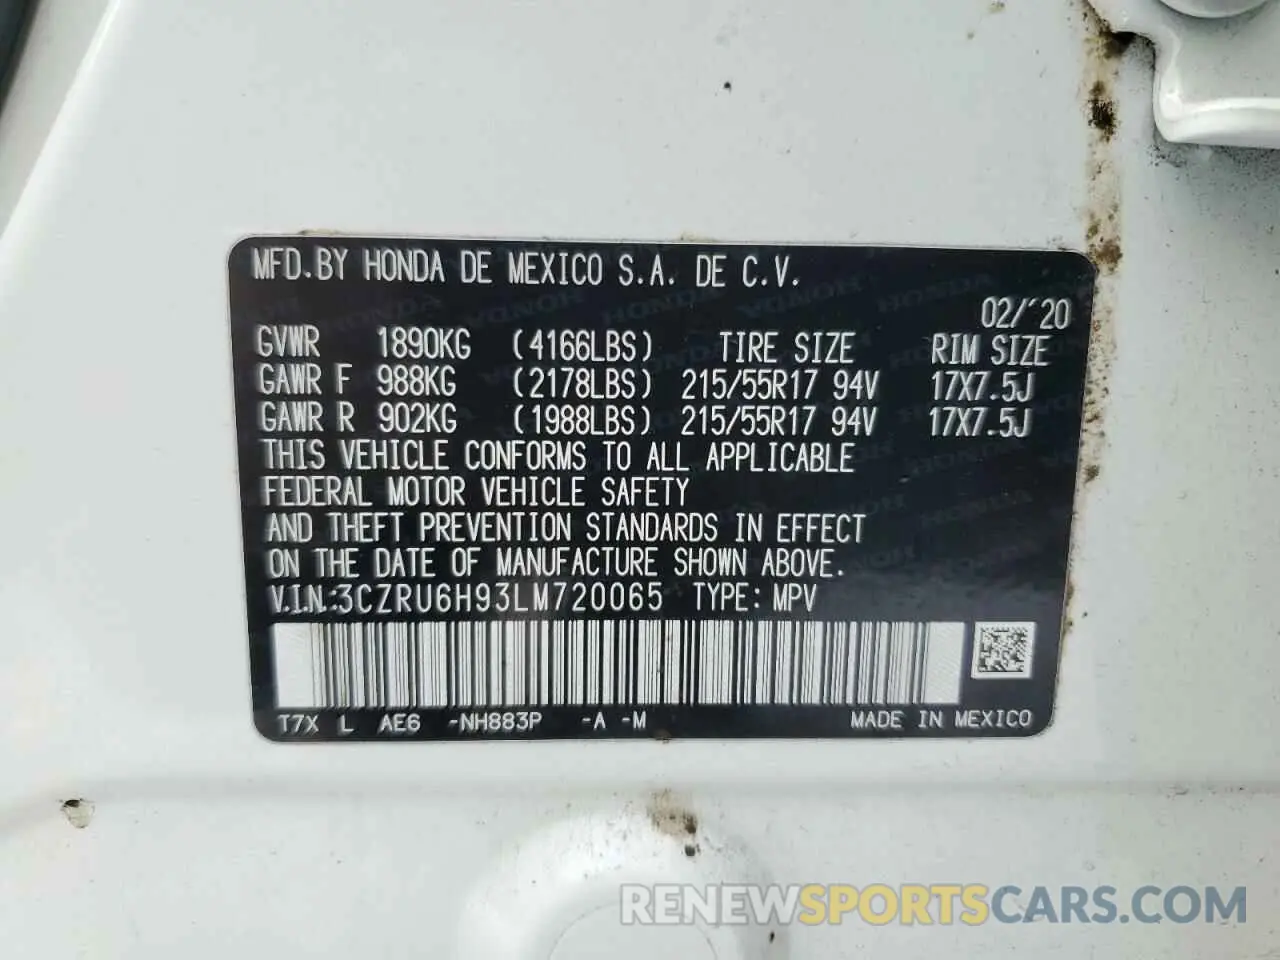 MFD.BY HONDA DE MEXICO S.A. DE C.V.
02/'20
GVWR 1890KG (4166LBS) TIRE SIZE RIM SIZE
GAWR F 988KG (2178LBS) 215/55R17 94V 17X7.5J
GAWR R 902KG (1988LBS) 215/55R17 94V 17X7.5J
THIS VEHICLE CONFORMS TO ALL APPLICABLE
FEDERAL MOTOR VEHICLE SAFETY
AND THEFT PREVENTION STANDARDS IN EFFECT
ON THE DATE OF MANUFACTURE SHOWN ABOVE.
V.I.N.:3CZRU6H93LM720065 TYPE: MPV
T7X L AE6 -NH883P -A -M MADE IN MEXICO
RENEWSPORTSCARS.COM